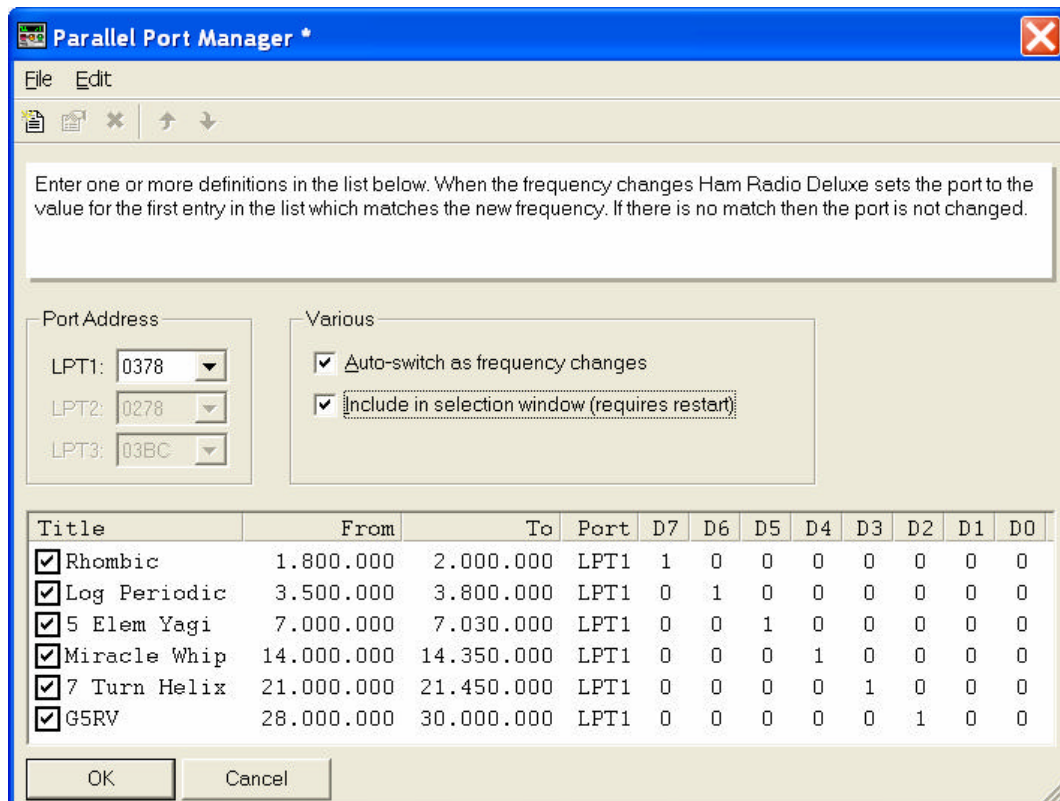 Parallel Port Manager *
File Edit
Enter one or more definitions in the list below. When the frequency changes Ham Radio Deluxe sets the port to the
value for the first entry in the list which matches the new frequency. If there is no match then the port is not changed.
Port Address
Various
LPT1: 0378
Auto-switch as frequency changes
LPT2: 0278
Include in selection window (requires restart)
LPT3: 03BC
Title From To Port D7 D6 D5 D4 D3 D2 D1 D0
Rhombic 1.800.000 2.000.000 LPT1 1 0 0 0 0 0 0 0
Log Periodic 3.500.000 3.800.000 LPT1 0 1 0 0 0 0 0 0
5 Elem Yagi 7.000.000 7.030.000 LPT1 0 0 1 0 0 0 0 0
Miracle Whip 14.000.000 14.350.000 LPT1 0 0 0 1 0 0 0 0
7 Turn Helix 21.000.000 21.450.000 LPT1 0 0 0 0 1 0 0 0
G5RV 28.000.000 30.000.000 LPT1 0 0 0 0 0 1 0 0
OK Cancel